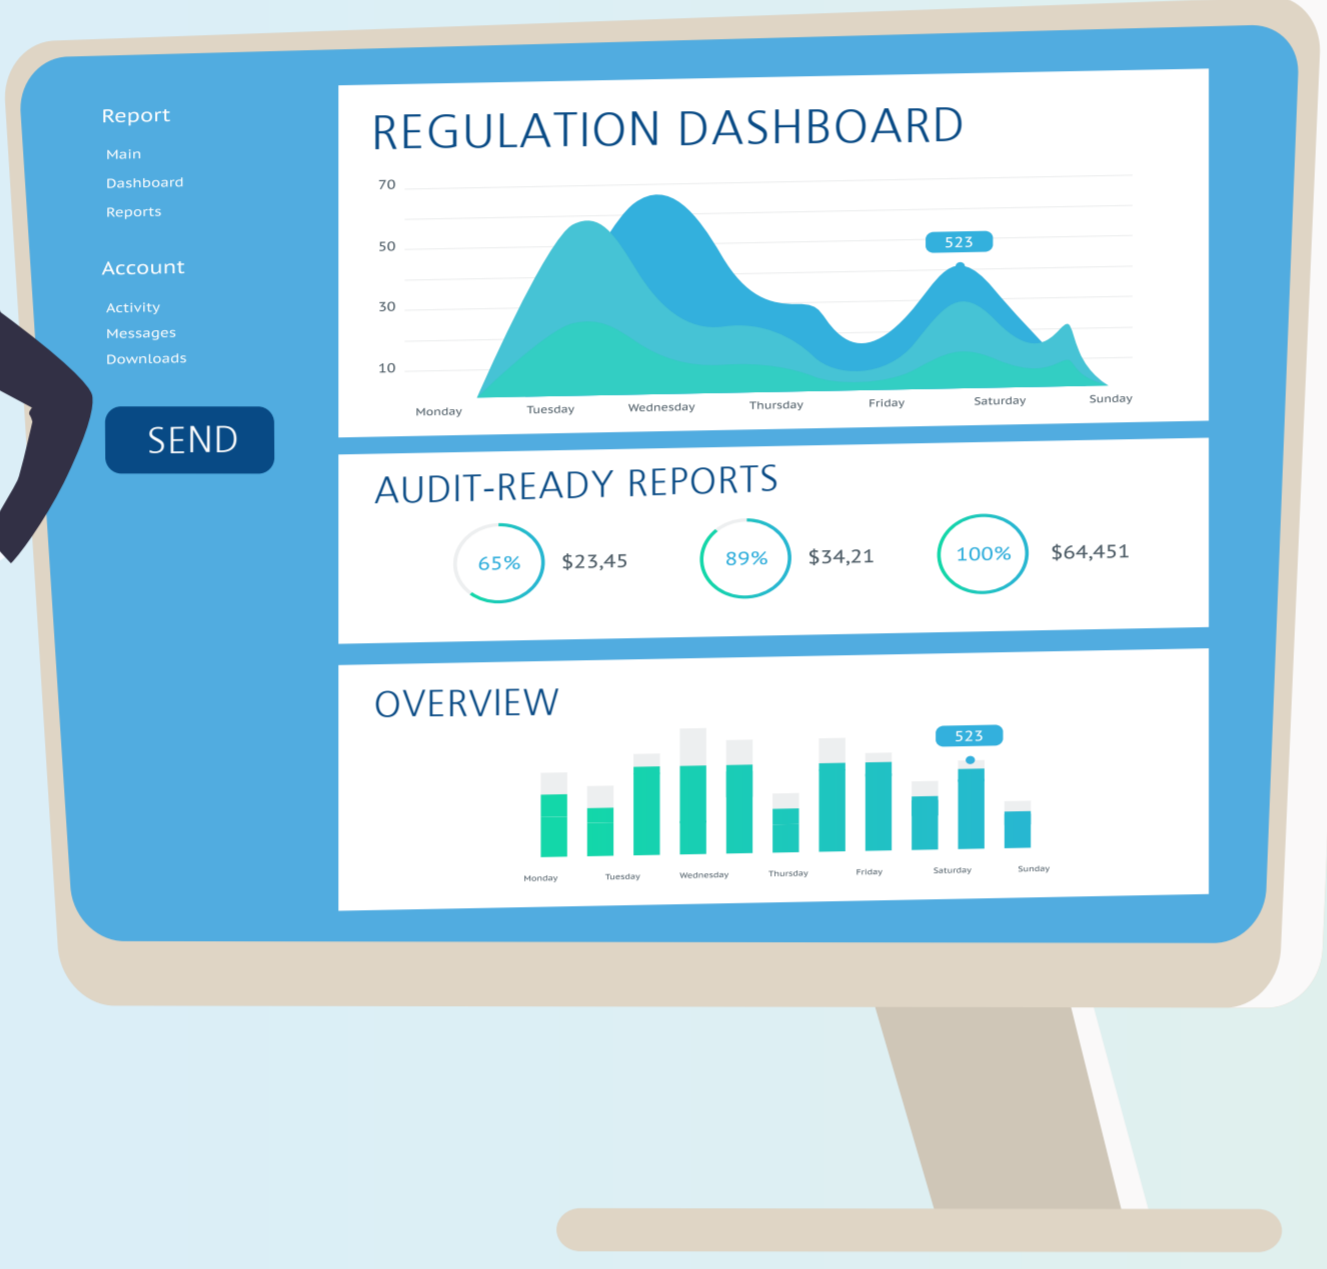 Report
Main
Dashboard
Reports
Account
Activity
Messages
Downloads
SEND
REGULATION DASHBOARD
70
50
30
10
523
Monday Tuesday Wednesday Thursday Friday Saturday Sunday
AUDIT-READY REPORTS
65% $23,45 89% $34,21 100% $64,451
OVERVIEW
523
Monday Tuesday Wednesday Thursday Friday Saturday Sunday